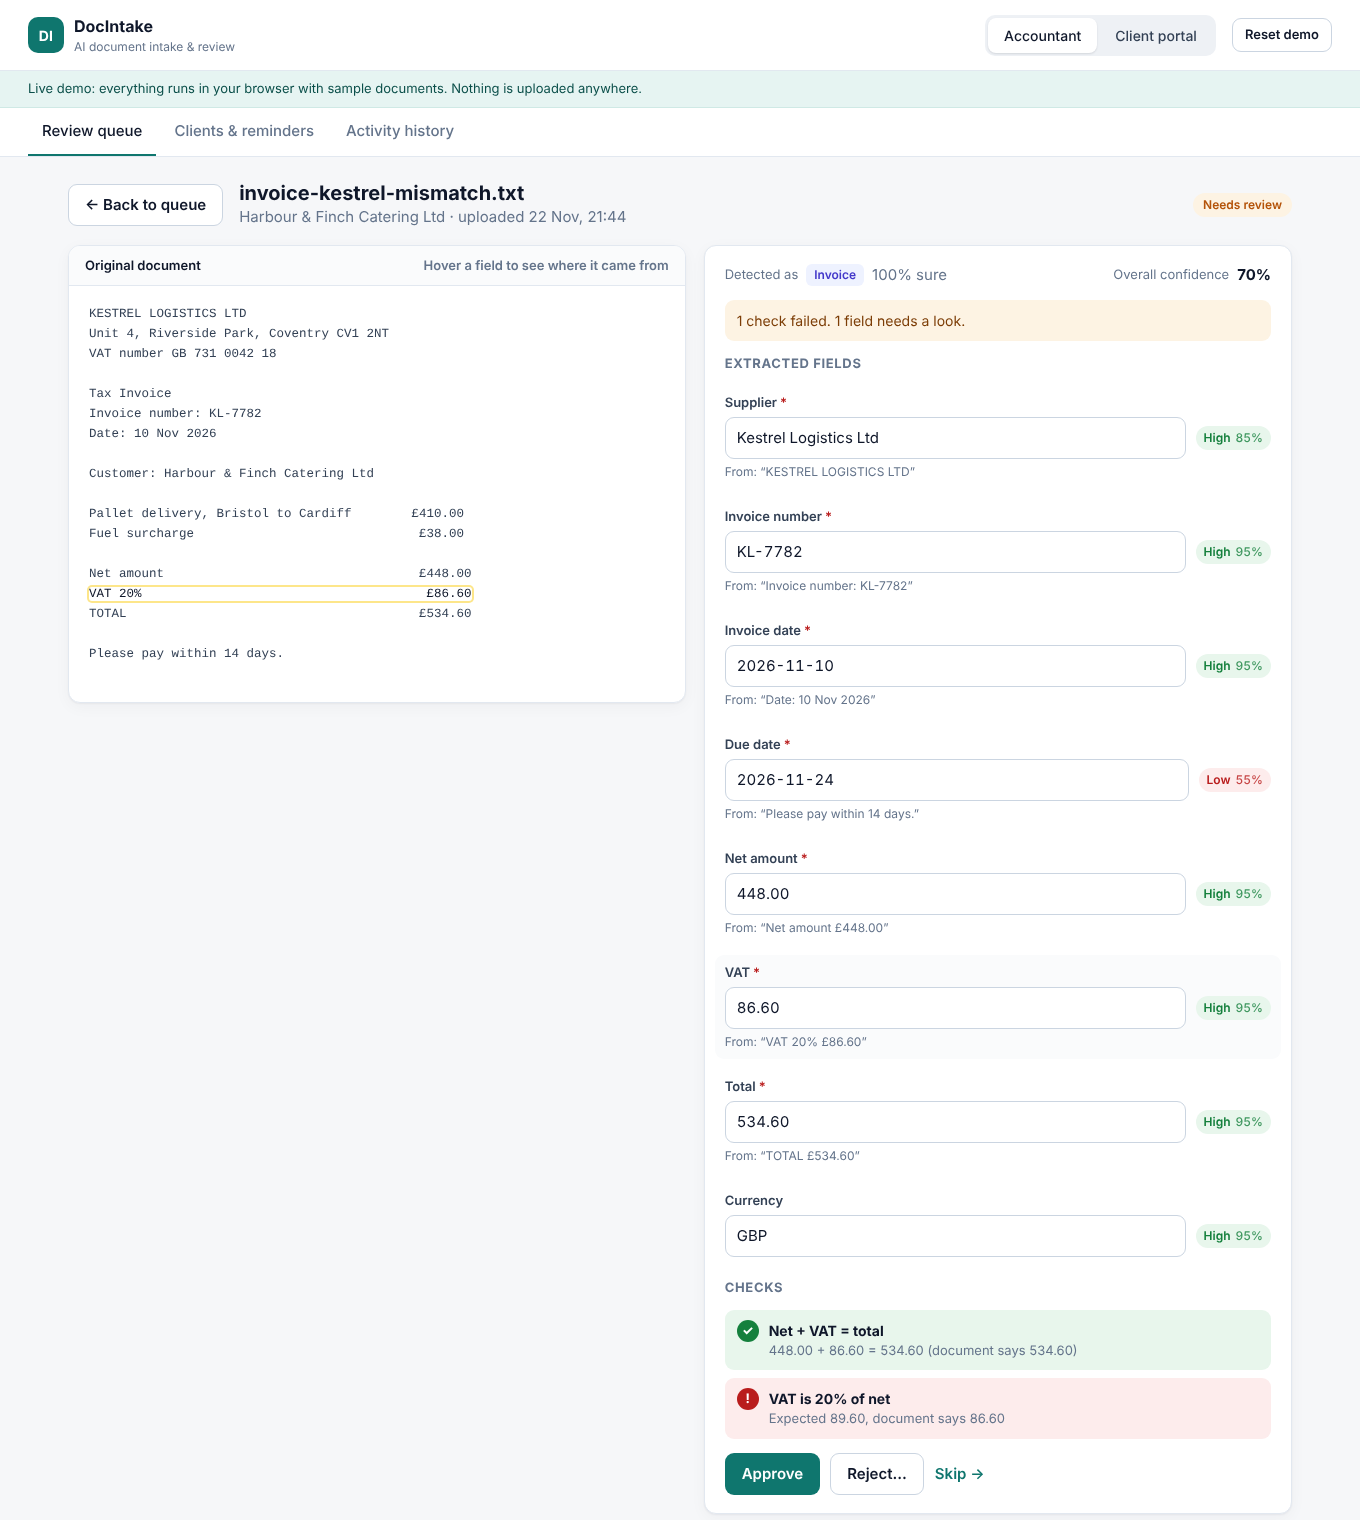 DI
DocIntake
AI document intake & review
Accountant
Client portal
Reset demo
Live demo: everything runs in your browser with sample documents. Nothing is uploaded anywhere.
Review queue
Clients & reminders
Activity history
← Back to queue
invoice-kestrel-mismatch.txt
Harbour & Finch Catering Ltd · uploaded 22 Nov, 21:44
Needs review
Original document
Hover a field to see where it came from
KESTREL LOGISTICS LTD
Unit 4, Riverside Park, Coventry CV1 2NT
VAT number GB 731 0042 18
Tax Invoice
Invoice number: KL-7782
Date: 10 Nov 2026
Customer: Harbour & Finch Catering Ltd
Pallet delivery, Bristol to Cardiff £410.00
Fuel surcharge £38.00
Net amount £448.00
VAT 20% £86.60
TOTAL £534.60
Please pay within 14 days.
Detected as Invoice 100% sure
Overall confidence 70%
1 check failed. 1 field needs a look.
EXTRACTED FIELDS
Supplier *
Kestrel Logistics Ltd
High 85%
From: “KESTREL LOGISTICS LTD”
Invoice number *
KL-7782
High 95%
From: “Invoice number: KL-7782”
Invoice date *
2026-11-10
High 95%
From: “Date: 10 Nov 2026”
Due date *
2026-11-24
Low 55%
From: “Please pay within 14 days.”
Net amount *
448.00
High 95%
From: “Net amount £448.00”
VAT *
86.60
High 95%
From: “VAT 20% £86.60”
Total *
534.60
High 95%
From: “TOTAL £534.60”
Currency
GBP
High 95%
CHECKS
Net + VAT = total
448.00 + 86.60 = 534.60 (document says 534.60)
VAT is 20% of net
Expected 89.60, document says 86.60
Approve
Reject…
Skip →